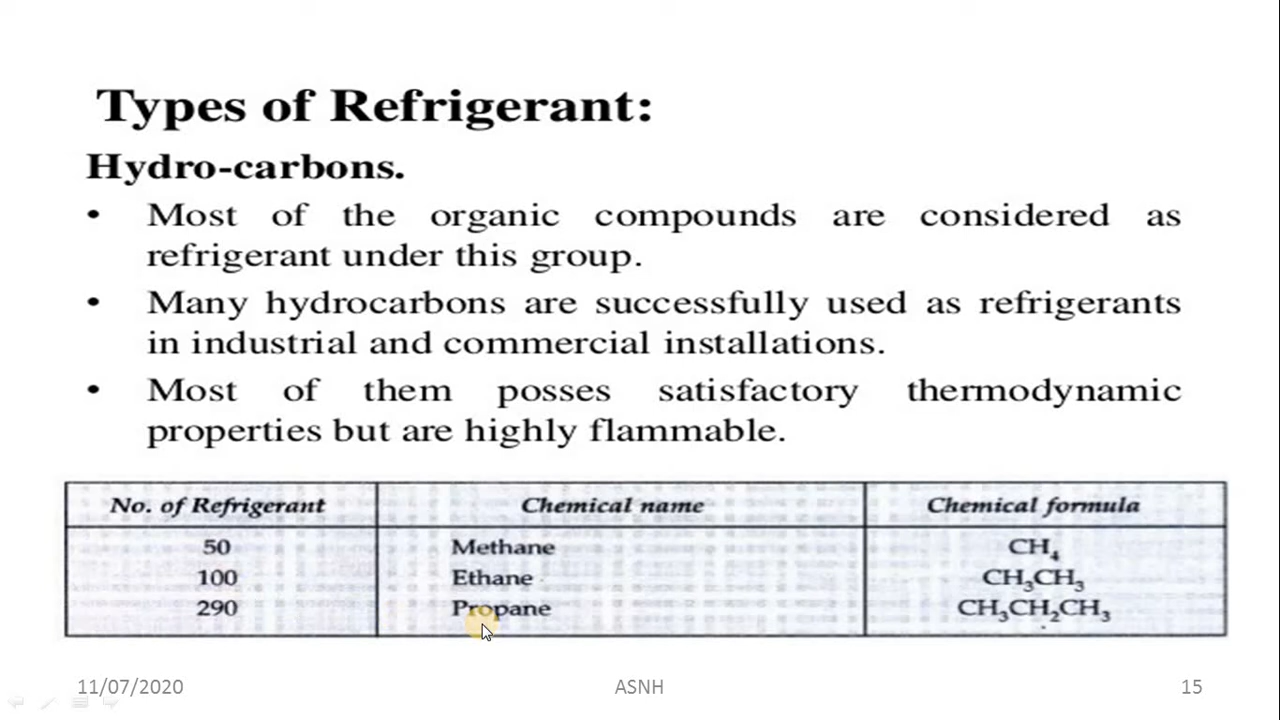 Types of Refrigerant:
Hydro-carbons.
• Most of the organic compounds are considered as
refrigerant under this group.
• Many hydrocarbons are successfully used as refrigerants
in industrial and commercial installations.
• Most of them posses satisfactory thermodynamic
properties but are highly flammable.
No. of Refrigerant Chemical name Chemical formula
50 Methane CH₄
100 Ethane CH₃CH₃
290 Propane CH₃CH₂CH₃
11/07/2020 ASNH 15